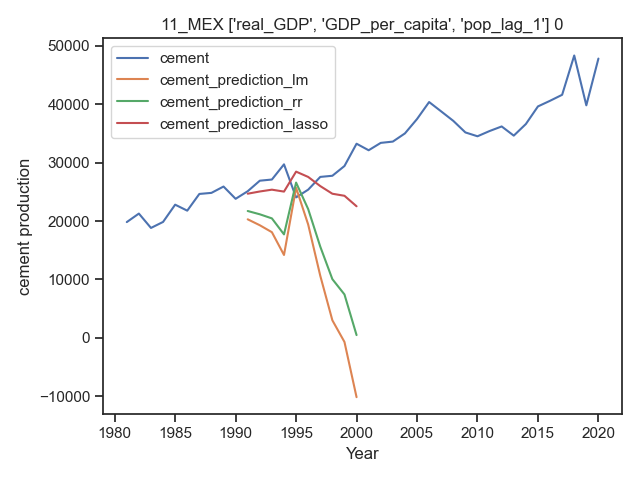 11_MEX ['real_GDP', 'GDP_per_capita', 'pop_lag_1'] 0
50000
40000
30000
20000
10000
0
−10000
cement production
cement
cement_prediction_lm
cement_prediction_rr
cement_prediction_lasso
1980 1985 1990 1995 2000 2005 2010 2015 2020
Year